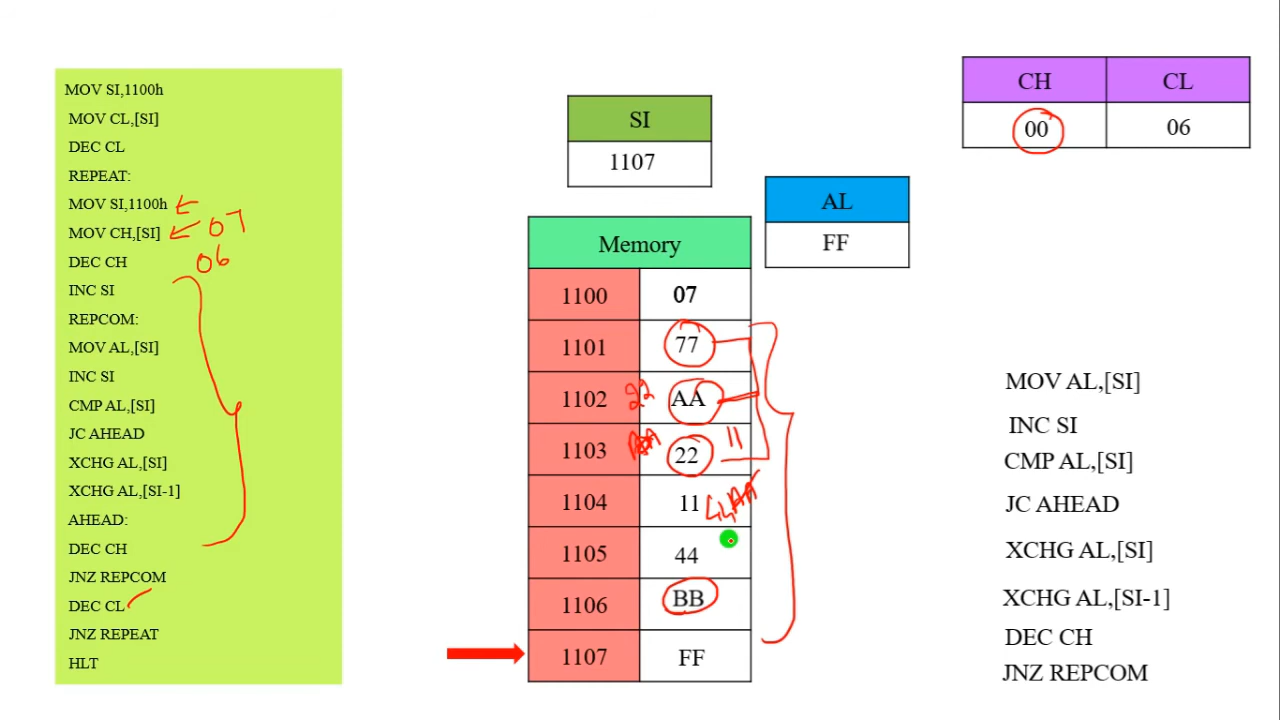 MOV SI,1100h
MOV CL,[SI]
DEC CL
REPEAT:
MOV SI,1100h
MOV CH,[SI] 07
DEC CH 06
INC SI
REPCOM:
MOV AL,[SI]
INC SI
CMP AL,[SI]
JC AHEAD
XCHG AL,[SI]
XCHG AL,[SI-1]
AHEAD:
DEC CH
JNZ REPCOM
DEC CL
JNZ REPEAT
HLT
SI
1107
CH CL
00 06
AL
FF
Memory
1100 07
1101 77
1102 22 AA
1103 AA 22 11
1104 11 44 AA
1105 44
1106 BB
1107 FF
MOV AL,[SI]
INC SI
CMP AL,[SI]
JC AHEAD
XCHG AL,[SI]
XCHG AL,[SI-1]
DEC CH
JNZ REPCOM